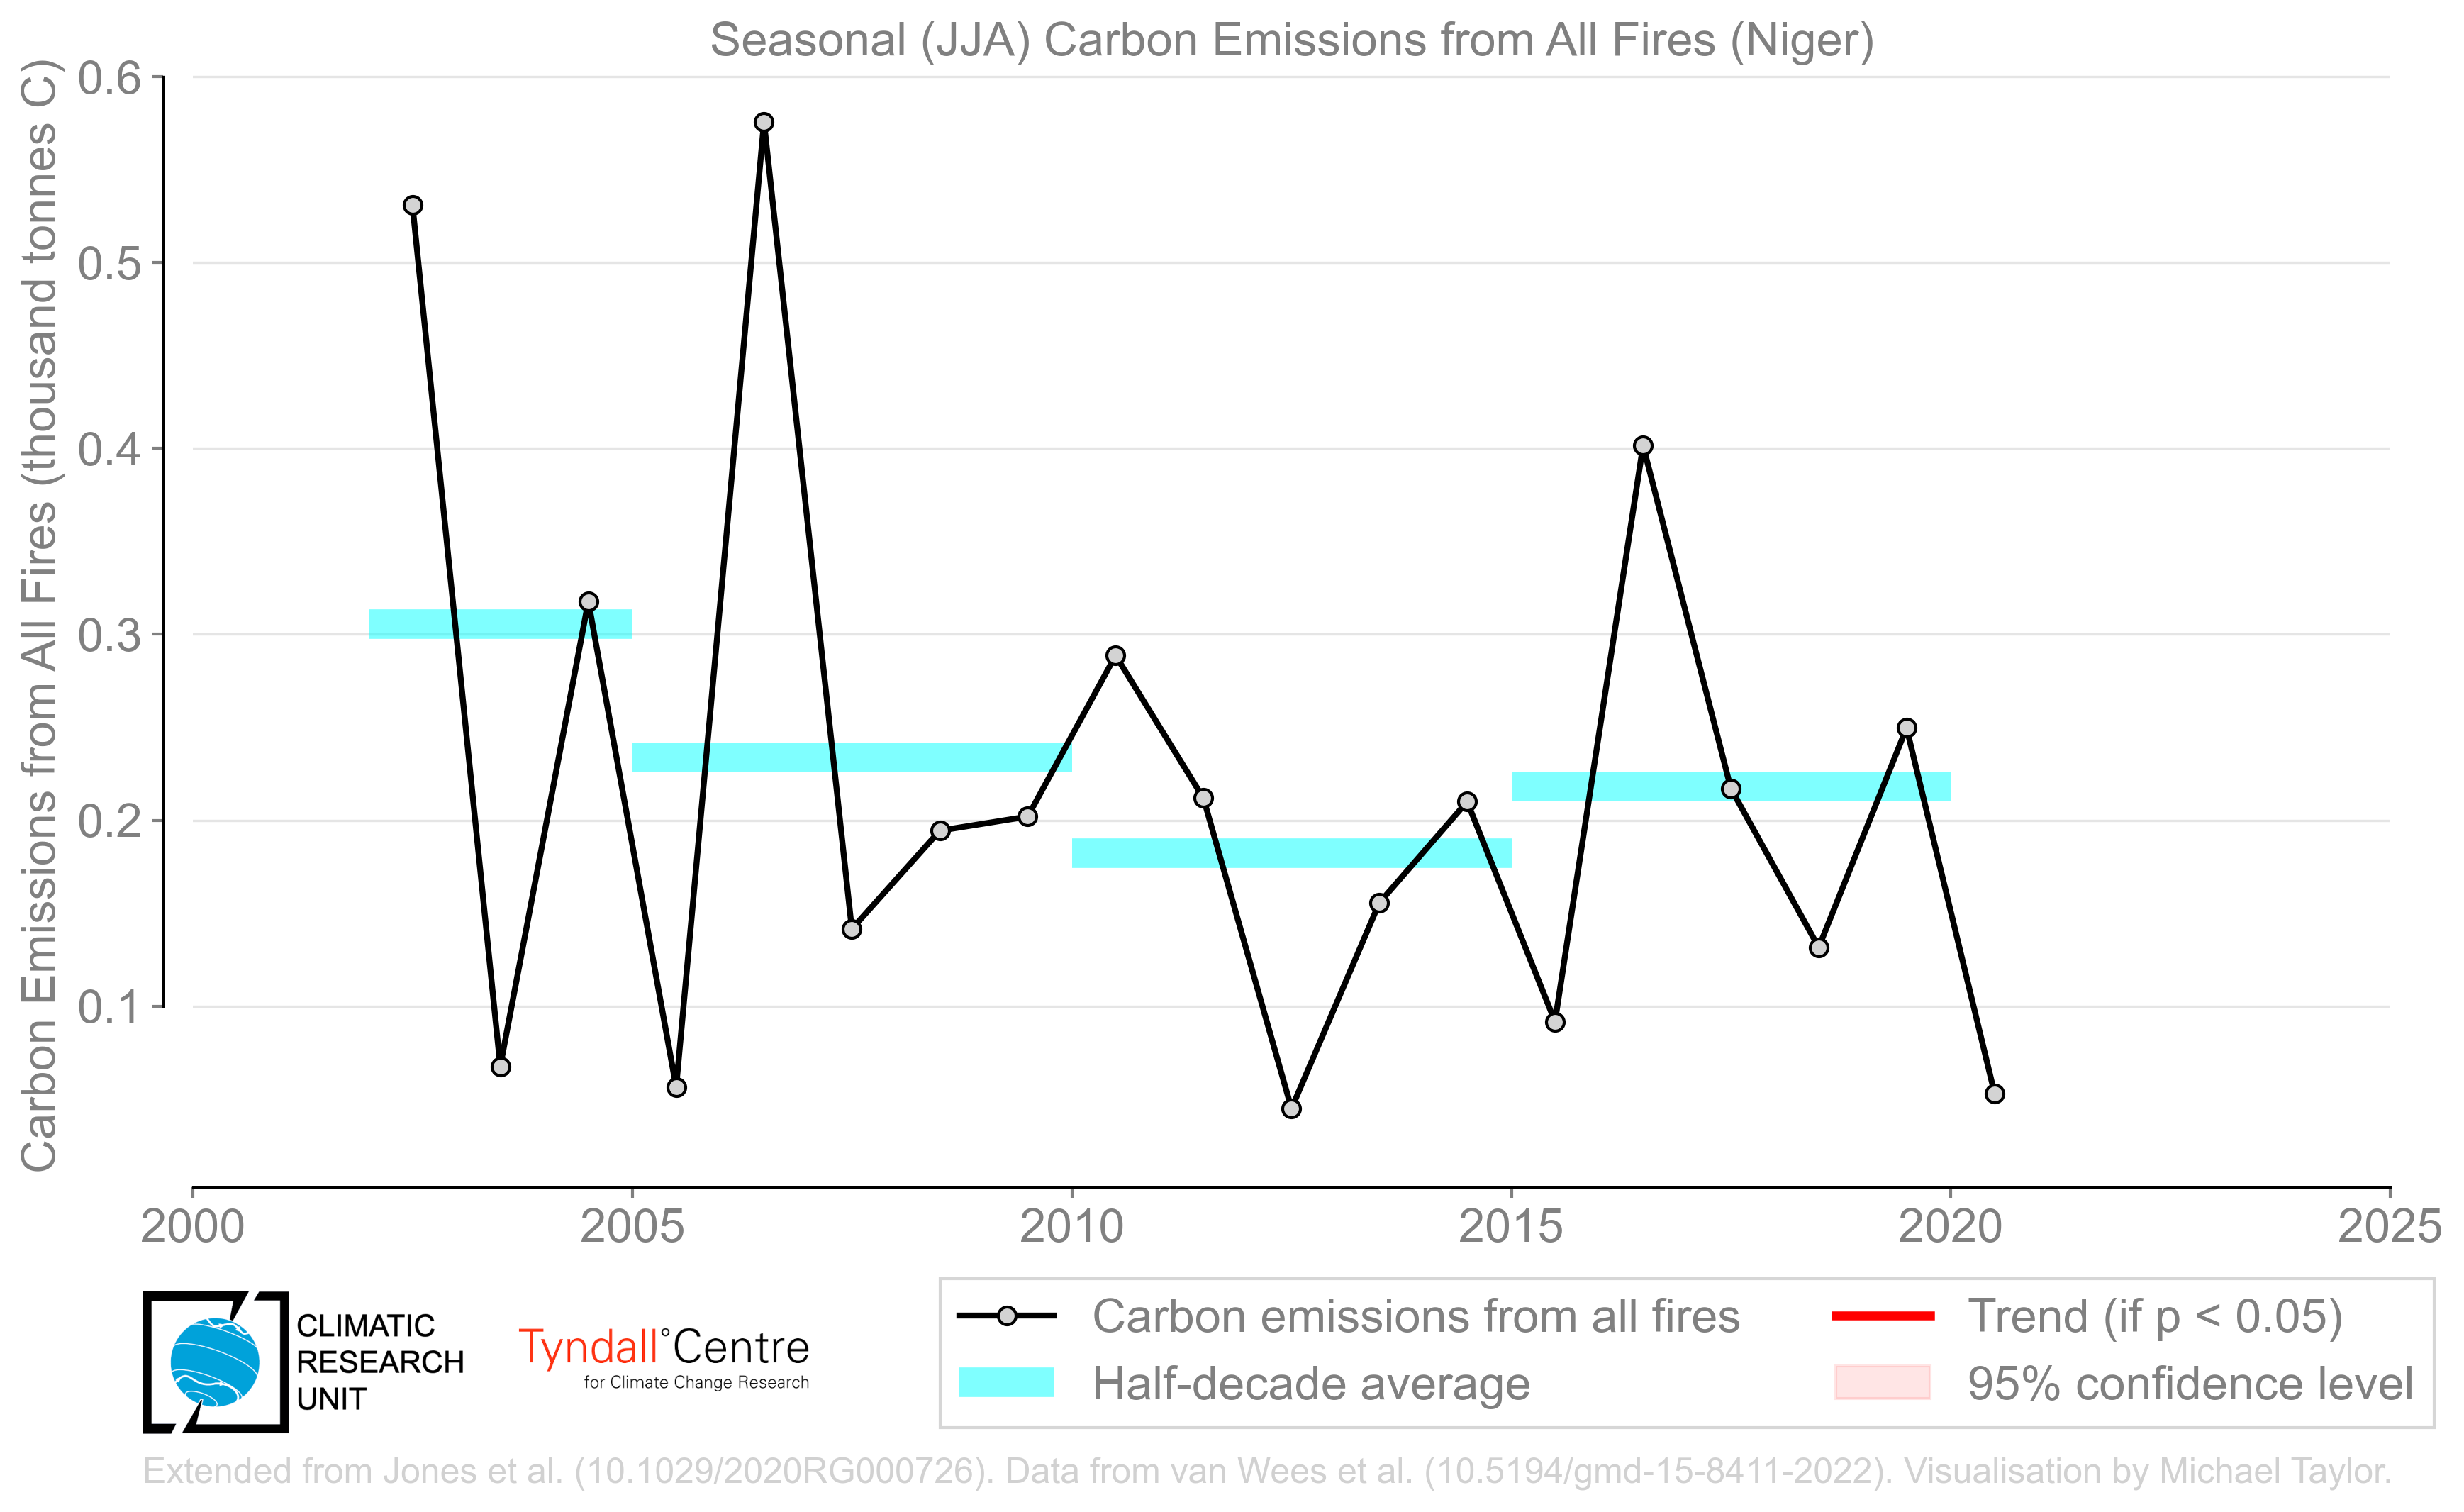 Seasonal (JJA) Carbon Emissions from All Fires (Niger)
Carbon Emissions from All Fires (thousand tonnes C)
0.6
0.5
0.4
0.3
0.2
0.1
2000
2005
2010
2015
2020
2025
CLIMATIC
RESEARCH
UNIT
Tyndall°Centre
for Climate Change Research
Carbon emissions from all fires
Half-decade average
Trend (if p < 0.05)
95% confidence level
Extended from Jones et al. (10.1029/2020RG000726). Data from van Wees et al. (10.5194/gmd-15-8411-2022). Visualisation by Michael Taylor.